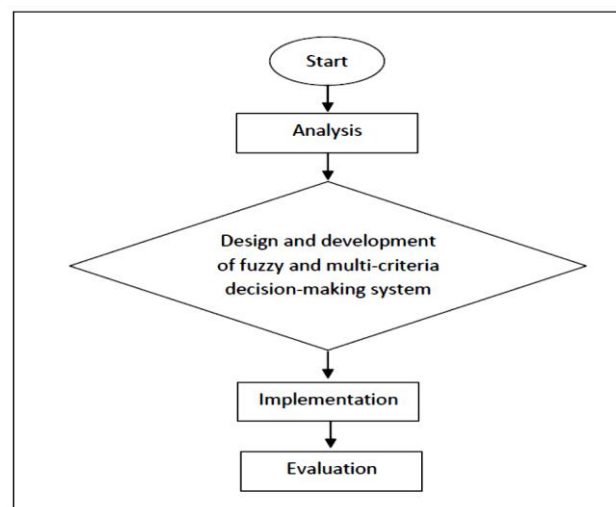 Start
Analysis
Design and development
of fuzzy and multi-criteria
decision-making system
Implementation
Evaluation